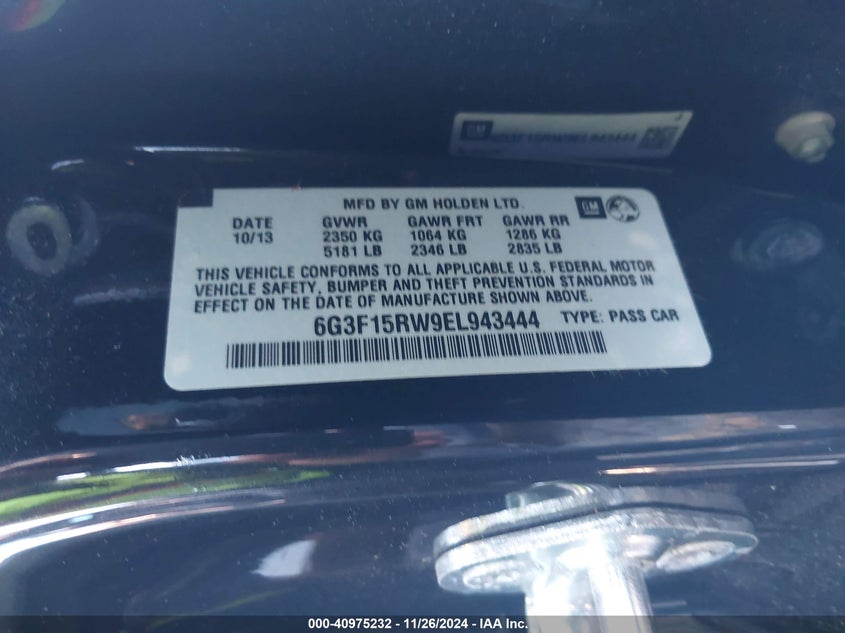 GM
MFD BY GM HOLDEN LTD.
GM
DATE GVWR GAWR FRT GAWR RR
10/13 2350 KG 1064 KG 1286 KG
5181 LB 2346 LB 2835 LB
THIS VEHICLE CONFORMS TO ALL APPLICABLE U.S. FEDERAL MOTOR
VEHICLE SAFETY, BUMPER AND THEFT PREVENTION STANDARDS IN
EFFECT ON THE DATE OF MANUFACTURE SHOWN ABOVE.
6G3F15RW9EL943444 TYPE: PASS CAR
000-40975232 - 11/26/2024 - IAA Inc.